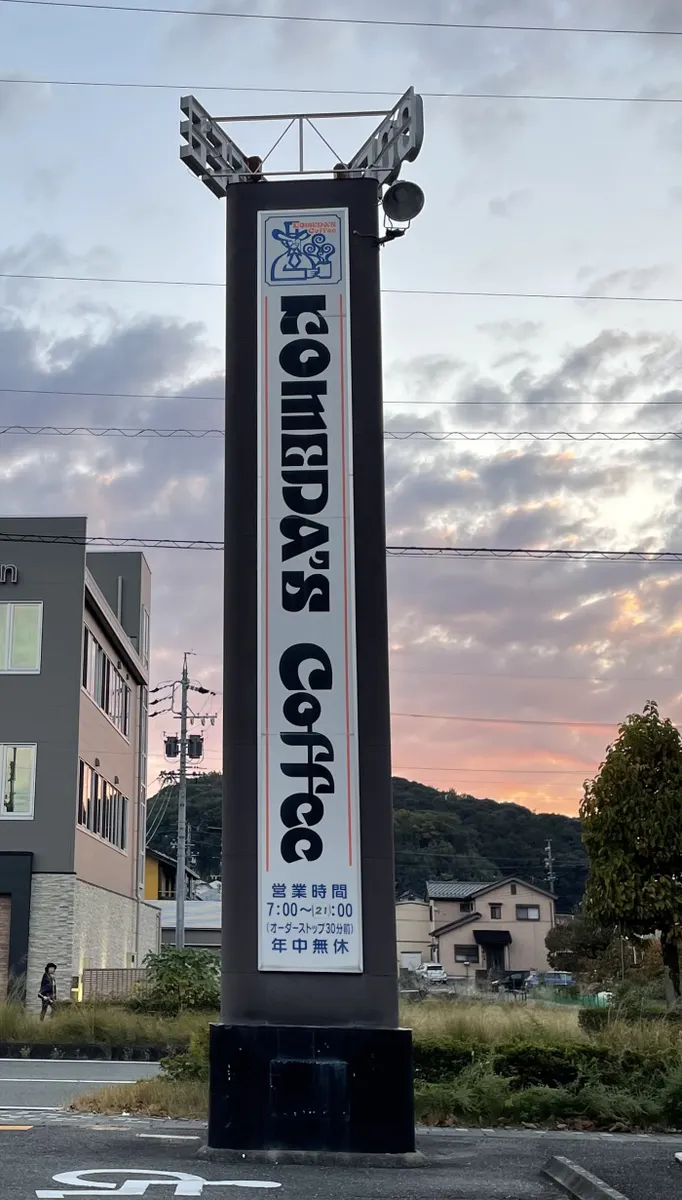 KOMEDA'S
Coffee
KOMEDA'S Coffee
営業時間
7:00～21:00
(オーダーストップ30分前)
年中無休
n